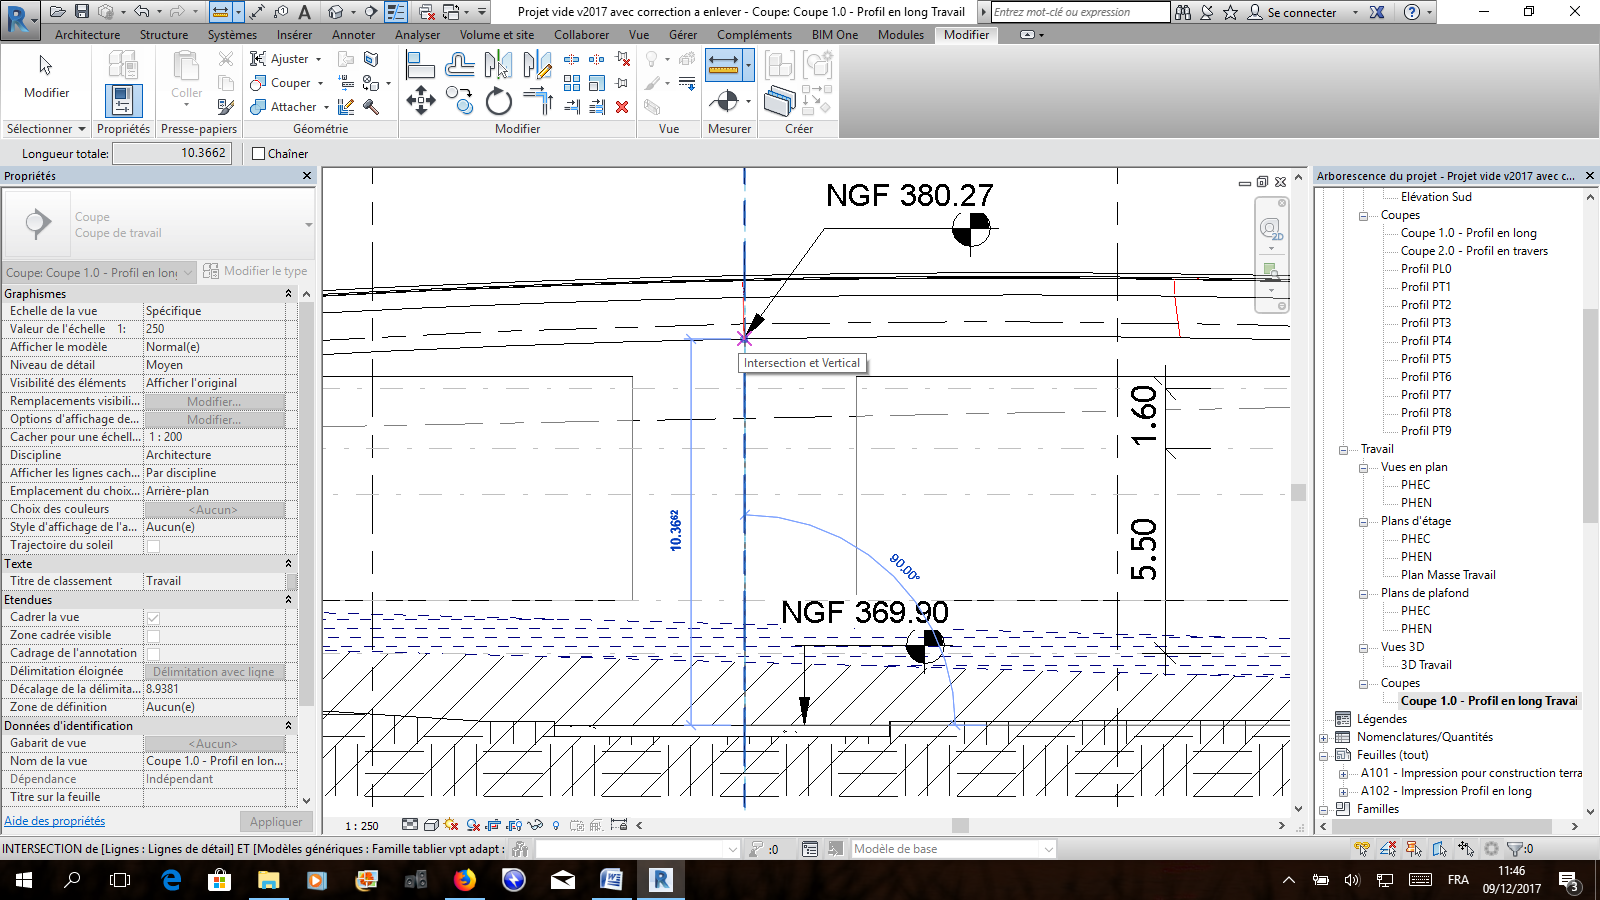 Projet vide v2017 avec correction a enlever - Coupe: Coupe 1.0 - Profil en long Travail
Entrez mot-clé ou expression
Se connecter
Architecture Structure Systèmes Insérer Annoter Analyser Volume et site Collaborer Vue Gérer Compléments BIM One Modules Modifier
Modifier
Coller
Ajuster
Couper
Attacher
Sélectionner Propriétés Presse-papiers Géométrie Modifier Vue Mesurer Créer
Longueur totale: 10.3662 Chaîner
Propriétés
Coupe
Coupe de travail
Coupe: Coupe 1.0 - Profil en long
Modifier le type
Graphismes
Echelle de la vue Spécifique
Valeur de l'échelle 1: 250
Afficher le modèle Normal(e)
Niveau de détail Moyen
Visibilité des éléments Afficher l'original
Remplacements visibili... Modifier...
Options d'affichage de... Modifier...
Cacher pour une échell... 1 : 200
Discipline Architecture
Afficher les lignes cach... Par discipline
Emplacement du choix... Arrière-plan
Choix des couleurs <Aucun>
Style d'affichage de l'a... Aucun(e)
Trajectoire du soleil
Texte
Titre de classement Travail
Etendues
Cadrer la vue
Zone cadrée visible
Cadrage de l'annotation
Délimitation éloignée Délimitation avec ligne
Décalage de la délimita... 8.9381
Zone de définition Aucun(e)
Données d'identification
Gabarit de vue <Aucun>
Nom de la vue Coupe 1.0 - Profil en lon...
Dépendance Indépendant
Titre sur la feuille
Aide des propriétés Appliquer
NGF 380.27
Intersection et Vertical
1.60
10.3662
90.00°
5.50
NGF 369.90
1 : 250
2D
Arborescence du projet - Projet vide v2017 avec c...
Elévation Sud
Coupes
Coupe 1.0 - Profil en long
Coupe 2.0 - Profil en travers
Profil PL0
Profil PT1
Profil PT2
Profil PT3
Profil PT4
Profil PT5
Profil PT6
Profil PT7
Profil PT8
Profil PT9
Travail
Vues en plan
PHEC
PHEN
Plans d'étage
PHEC
PHEN
Plan Masse Travail
Plans de plafond
PHEC
PHEN
Vues 3D
3D Travail
Coupes
Coupe 1.0 - Profil en long Travai
Légendes
Nomenclatures/Quantités
Feuilles (tout)
A101 - Impression pour construction terra
A102 - Impression Profil en long
Familles
INTERSECTION de [Lignes : Lignes de détail] ET [Modèles génériques : Famille tablier vpt adapt :
:0
Modèle de base
:0
FRA
11:46
09/12/2017
3